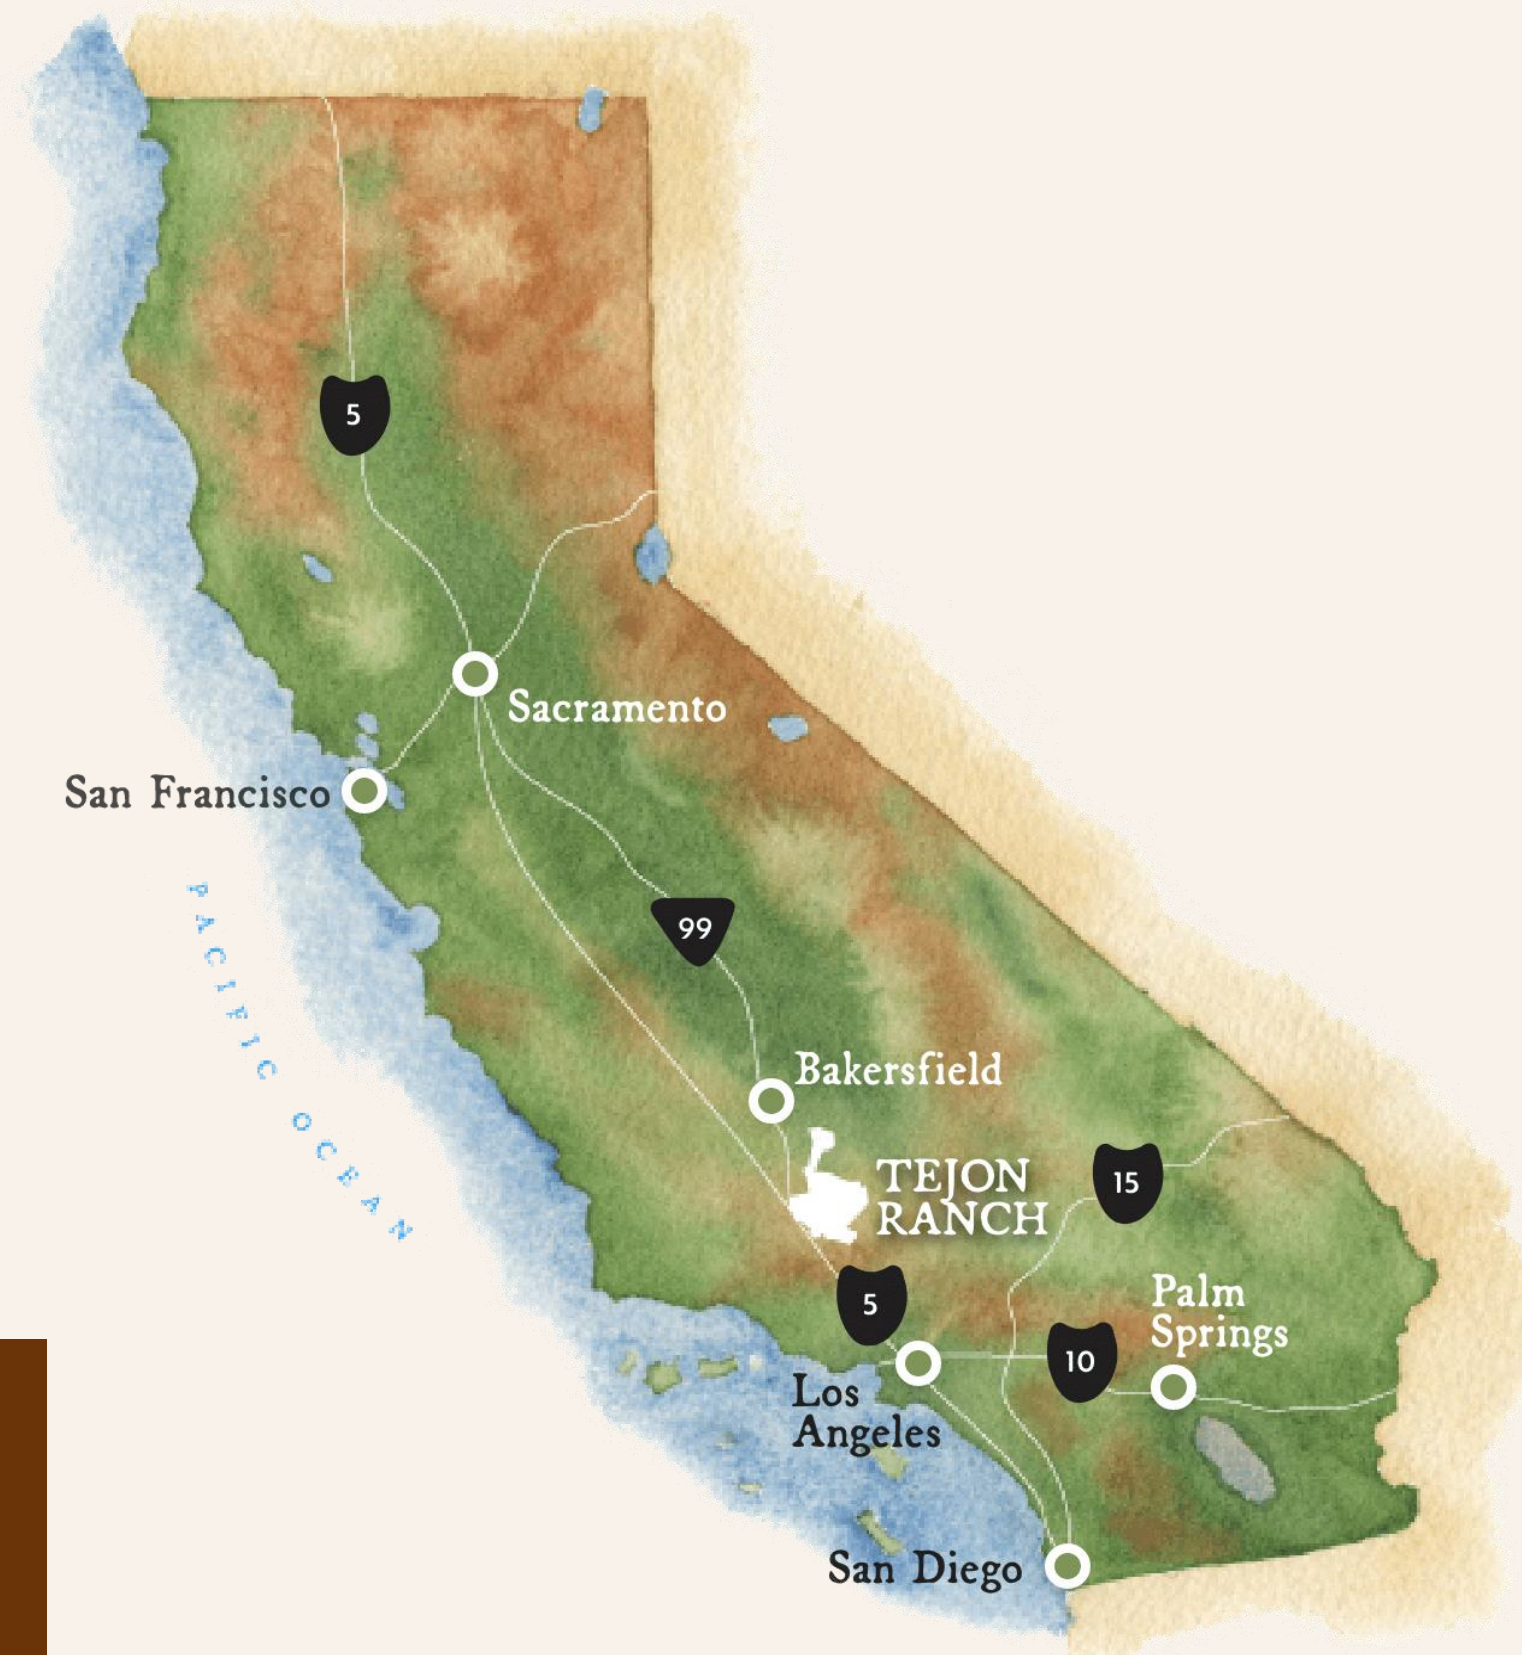 5
Sacramento
San Francisco
PACIFIC OCEAN
99
Bakersfield
TEJON
RANCH
15
5
Palm
Springs
10
Los
Angeles
San Diego